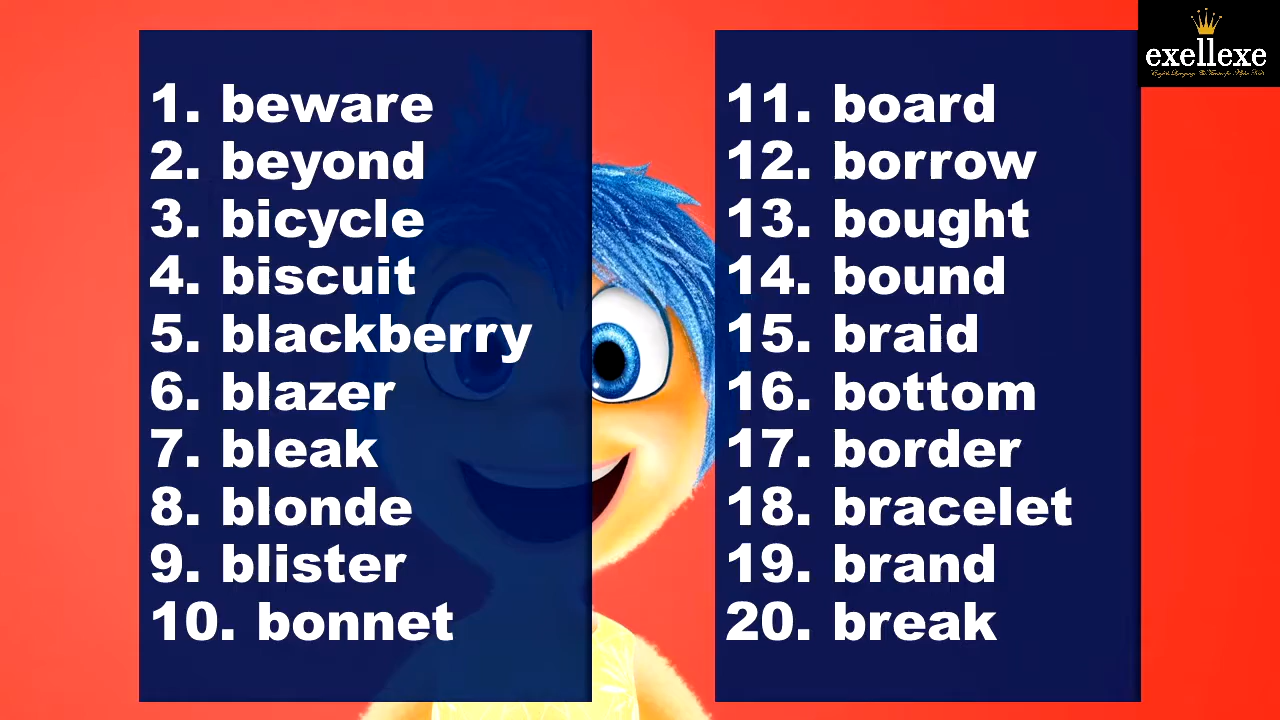 1. beware
2. beyond
3. bicycle
4. biscuit
5. blackberry
6. blazer
7. bleak
8. blonde
9. blister
10. bonnet
11. board
12. borrow
13. bought
14. bound
15. braid
16. bottom
17. border
18. bracelet
19. brand
20. break
exellexe